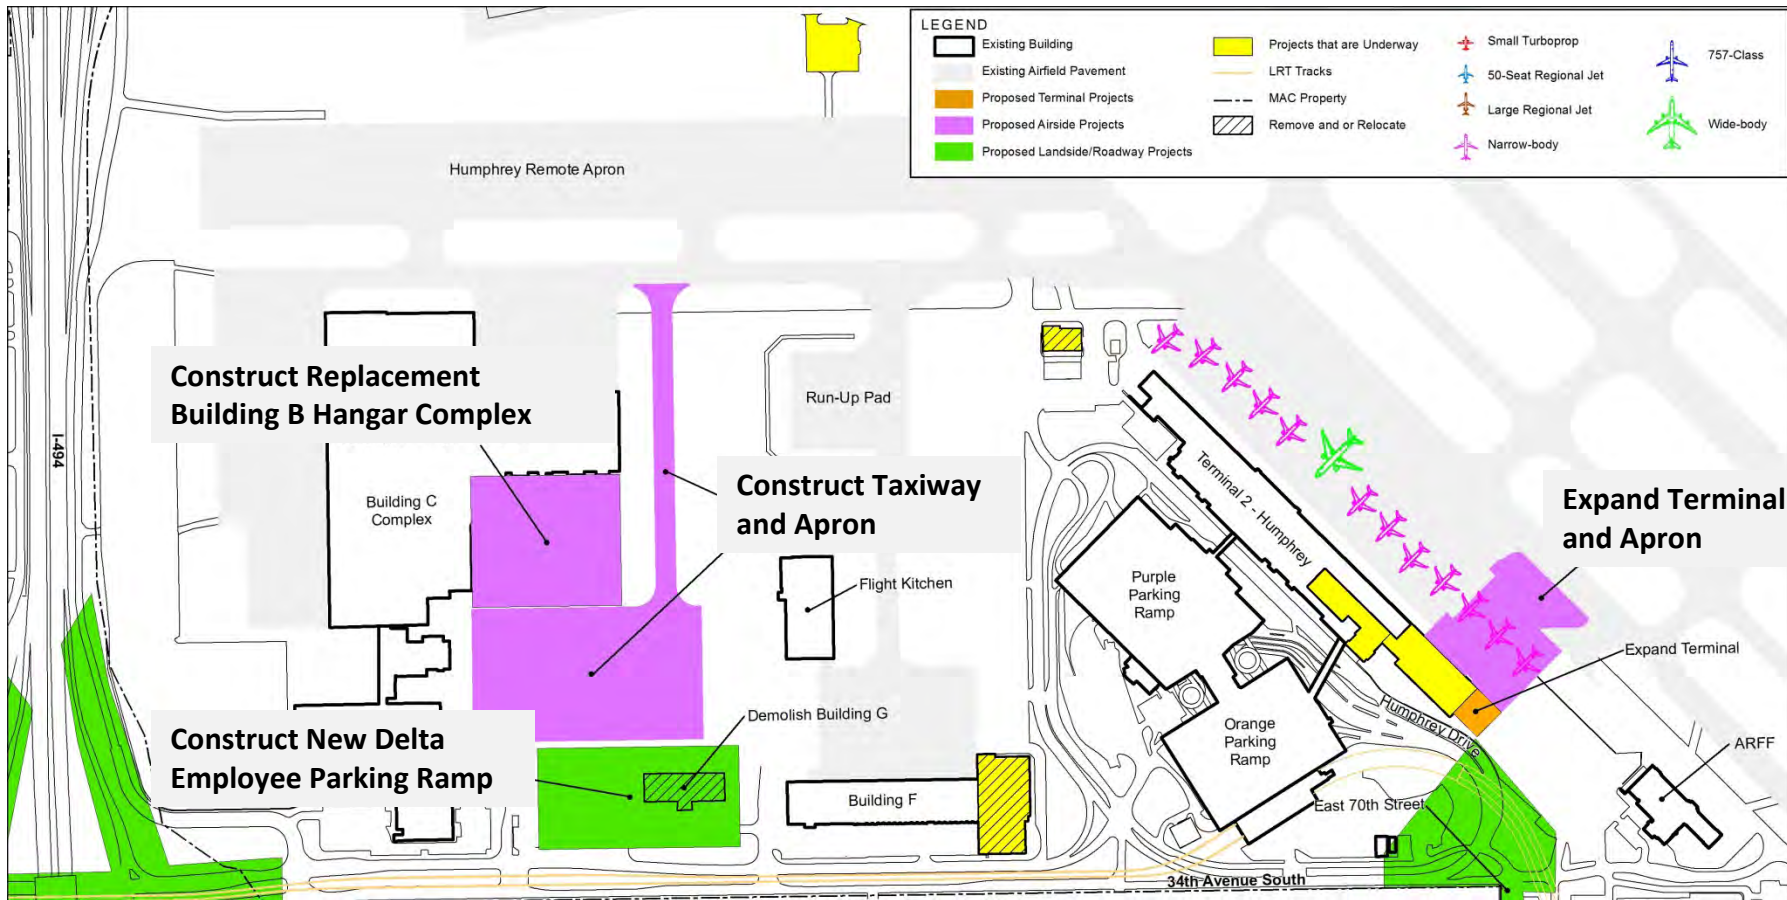 LEGEND
Existing Building
Existing Airfield Pavement
Proposed Terminal Projects
Proposed Airside Projects
Proposed Landside/Roadway Projects
Projects that are Underway
LRT Tracks
MAC Property
Remove and or Relocate
Small Turboprop
50-Seat Regional Jet
Large Regional Jet
Narrow-body
757-Class
Wide-body
Humphrey Remote Apron
Construct Replacement
Building B Hangar Complex
Run-Up Pad
I-494
Building C
Complex
Construct Taxiway
and Apron
Terminal 2 - Humphrey
Expand Terminal
and Apron
Flight Kitchen
Purple
Parking
Ramp
Expand Terminal
Demolish Building G
Humphrey Drive
Construct New Delta
Employee Parking Ramp
Orange
Parking
Ramp
ARFF
Building F
East 70th Street
34th Avenue South